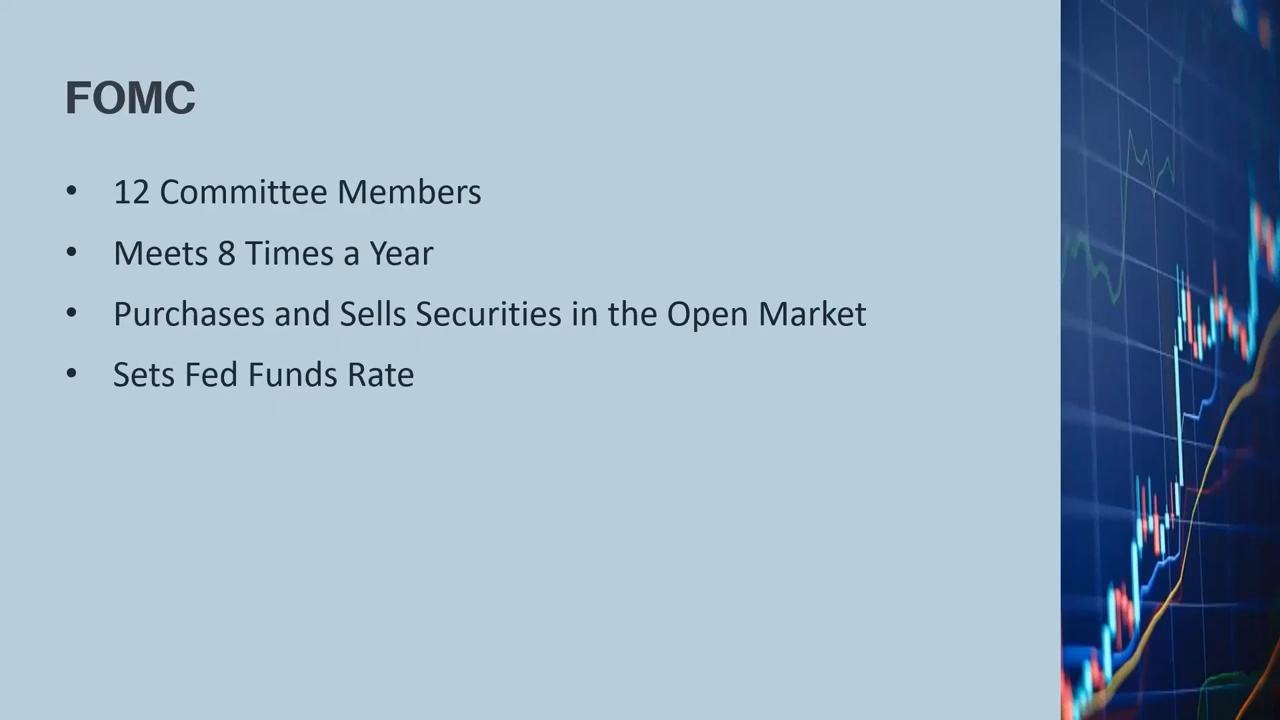 FOMC
• 12 Committee Members
• Meets 8 Times a Year
• Purchases and Sells Securities in the Open Market
• Sets Fed Funds Rate